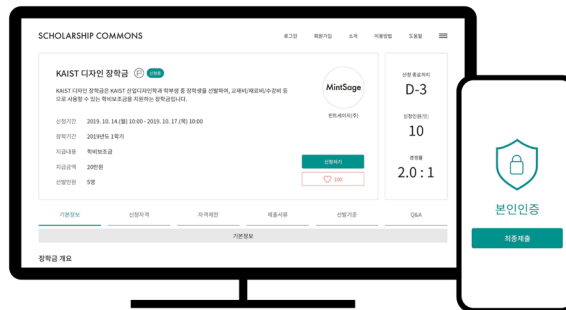 SCHOLARSHIP COMMONS
로그인 회원가입 소개 이용방법 도움말
KAIST 디자인 장학금 신청중
KAIST 디자인 장학금은 KAIST 산업디자인학과 학부생 중 장학생을 선발하여, 교재비/재료비/수강비 등
으로 사용할 수 있는 학비보조금을 지원하는 장학금입니다.
신청기간 2019. 10. 14.(월) 10:00 - 2019. 10. 17.(목) 10:00
장학기간 2019년도 1학기
지급내용 학비보조금
지급금액 20만원
선발인원 5명
MintSage
민트세이지(주)
신청하기
100
신청 종료까지
D-3
신청인원(명)
10
경쟁률
2.0 : 1
기본정보 신청자격 자격제한 제출서류 선발기준 Q&A
기본정보
장학금 개요
본인인증
최종제출